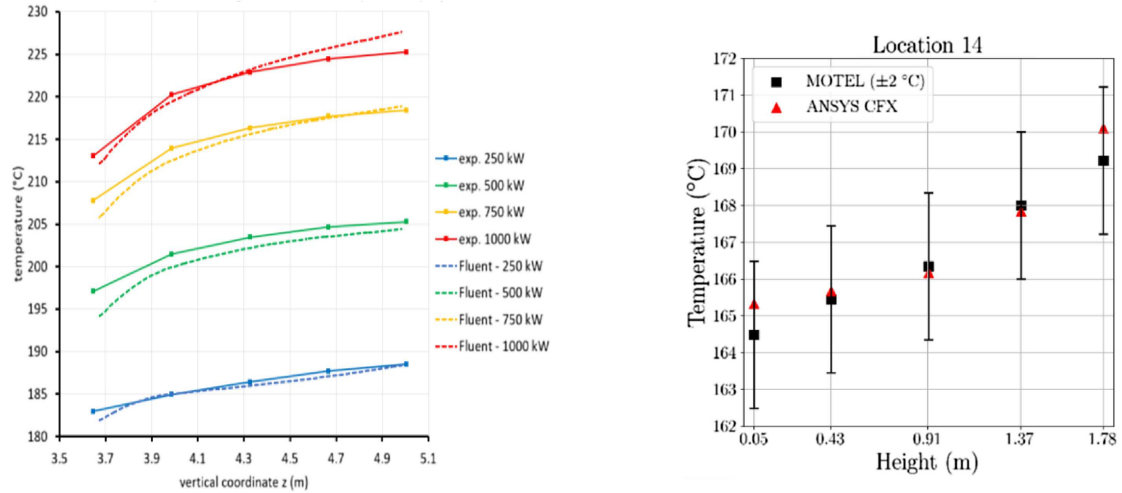 230
225
220
215
210
205
200
195
190
185
180
temperature (°C)
3.5 3.7 3.9 4.1 4.3 4.5 4.7 4.9 5.1
vertical coordinate z (m)
exp. 250 kW
exp. 500 kW
exp. 750 kW
exp. 1000 kW
Fluent - 250 kW
Fluent - 500 kW
Fluent - 750 kW
Fluent - 1000 kW
Location 14
172
171
170
169
168
167
166
165
164
163
162
Temperature (°C)
MOTEL (±2 °C)
ANSYS CFX
0.05 0.43 0.91 1.37 1.78
Height (m)